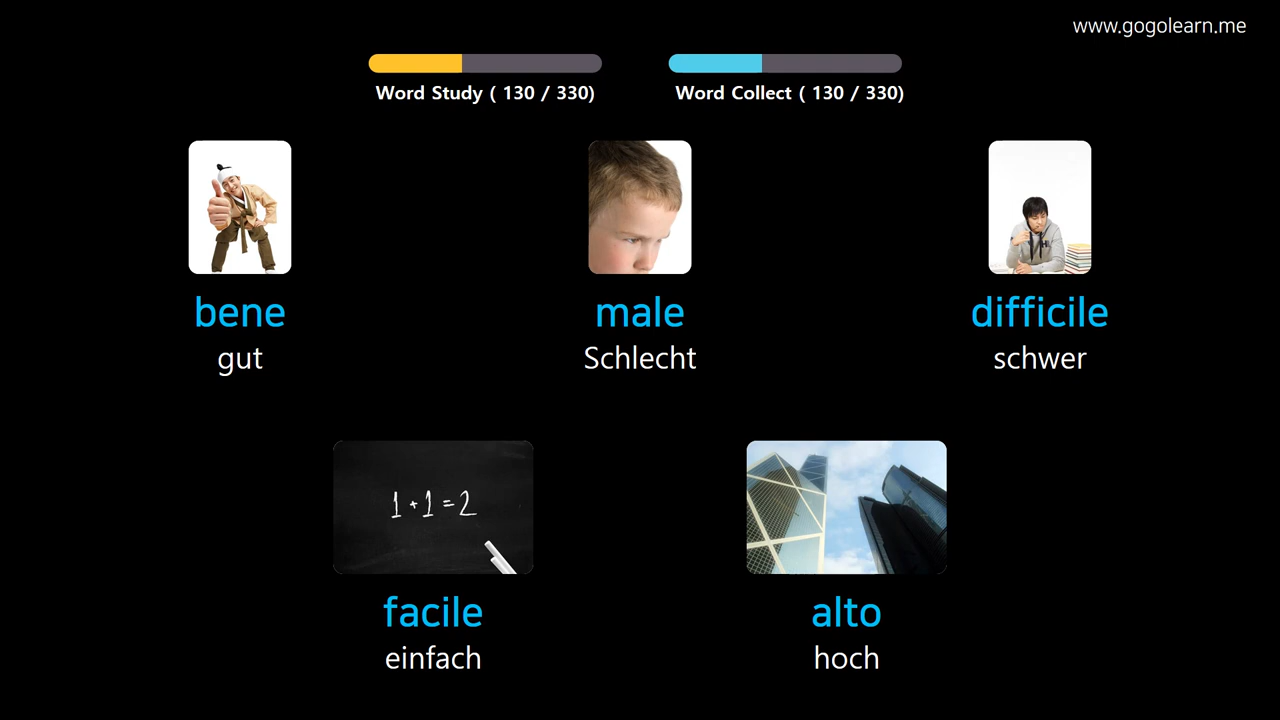 www.gogolearn.me
Word Study ( 130 / 330)
Word Collect ( 130 / 330)
bene
gut
male
Schlecht
difficile
schwer
1+1=2
facile
einfach
alto
hoch